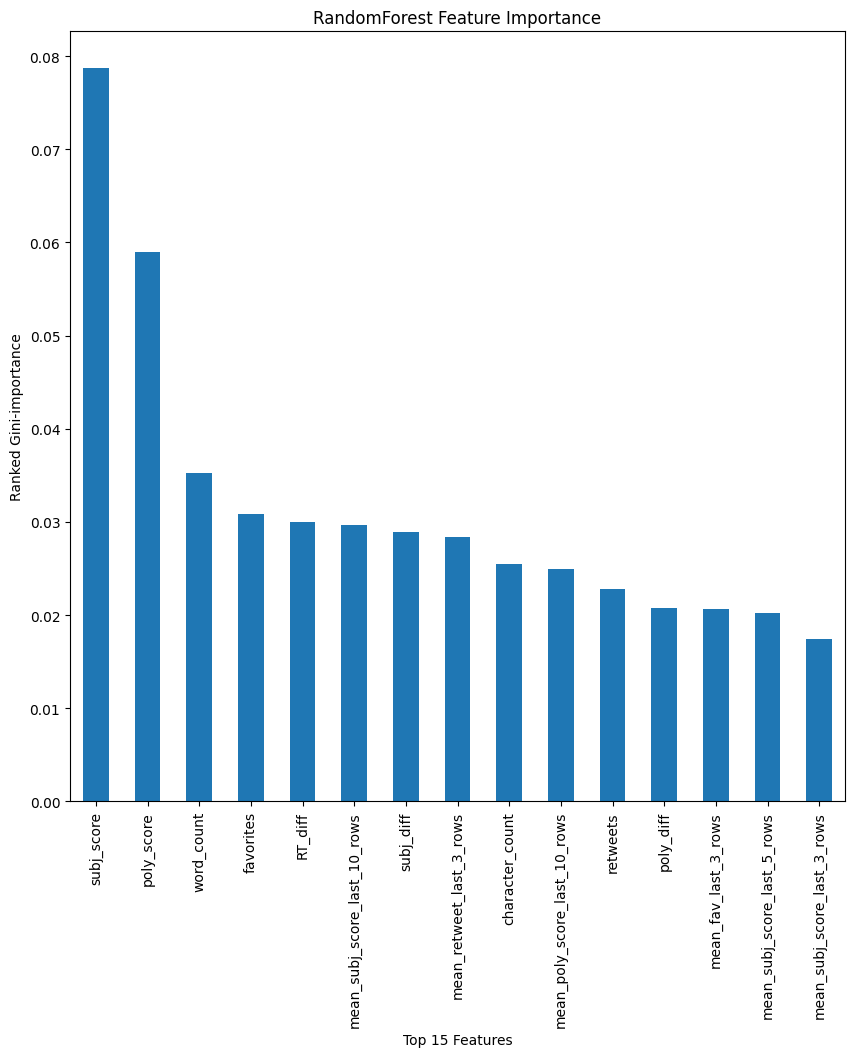 RandomForest Feature Importance
Ranked Gini-importance
0.08
0.07
0.06
0.05
0.04
0.03
0.02
0.01
0.00
subj_score
poly_score
word_count
favorites
RT_diff
mean_subj_score_last_10_rows
subj_diff
mean_retweet_last_3_rows
character_count
mean_poly_score_last_10_rows
retweets
poly_diff
mean_fav_last_3_rows
mean_subj_score_last_5_rows
mean_subj_score_last_3_rows
Top 15 Features